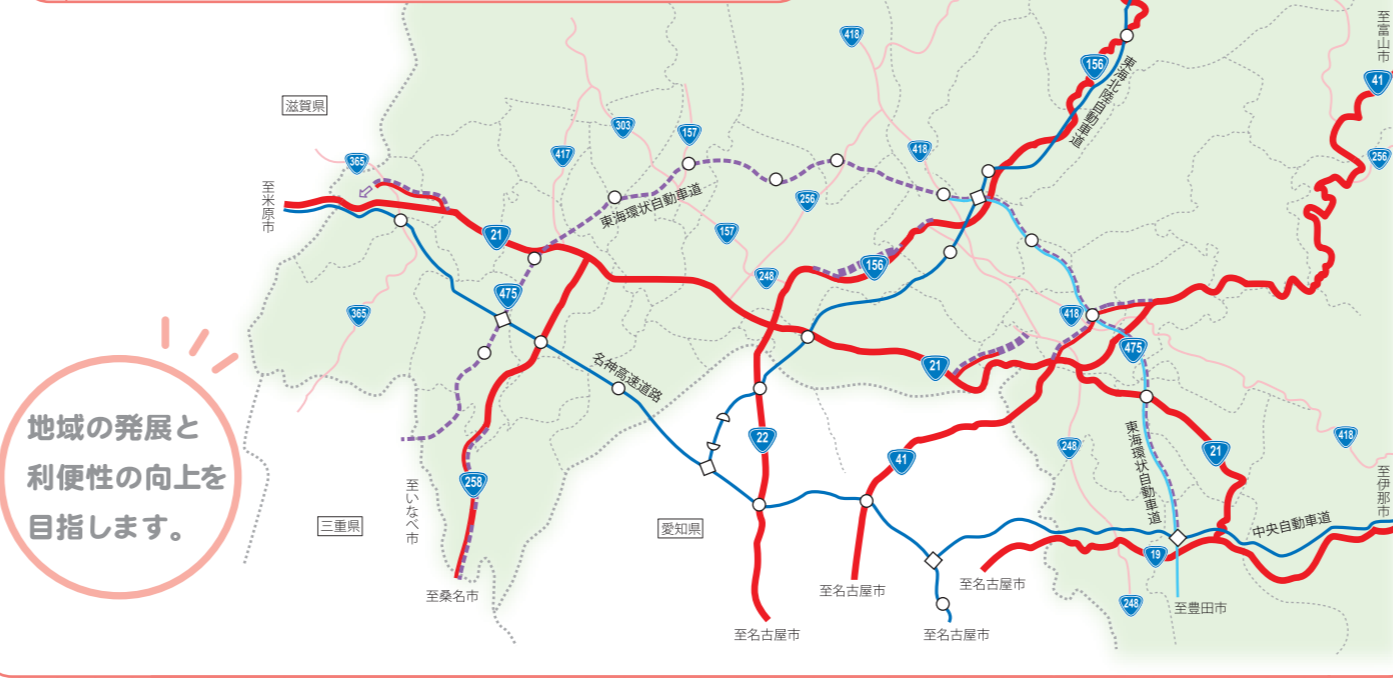 418
156
東海北陸自動車道
至富山市
41
256
滋賀県
303
157
417
418
365
至米原市
東海環状自動車道
256
21
157
156
248
475
365
418
475
名神高速道路
21
地域の発展と
利便性の向上を
目指します。
22
41
248
東海環状自動車道
21
418
至伊那市
258
至いなべ市
三重県
愛知県
中央自動車道
19
至桑名市
至名古屋市
至名古屋市
至名古屋市
至名古屋市
248
至豊田市